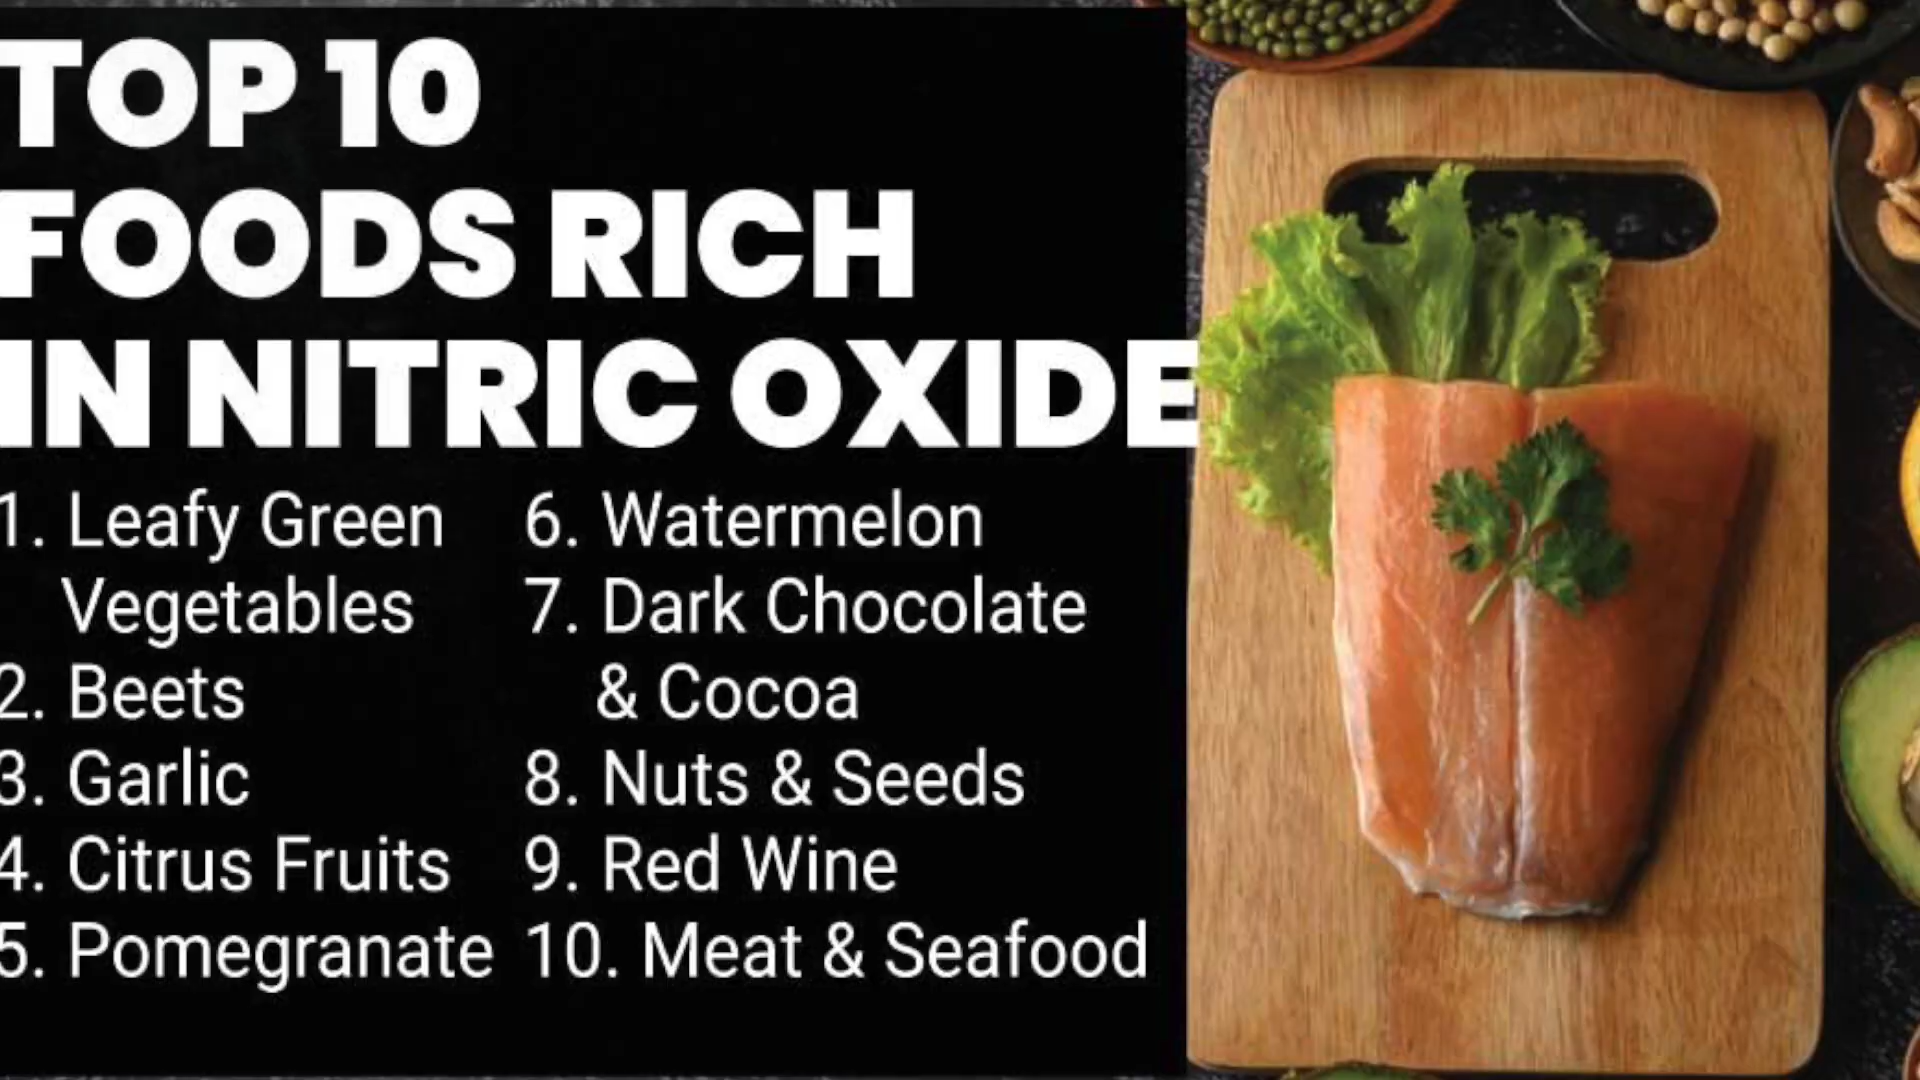 TOP 10
FOODS RICH
IN NITRIC OXIDE
1. Leafy Green
Vegetables
2. Beets
3. Garlic
4. Citrus Fruits
5. Pomegranate
6. Watermelon
7. Dark Chocolate
& Cocoa
8. Nuts & Seeds
9. Red Wine
10. Meat & Seafood